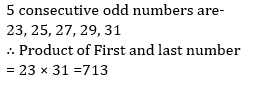 5 consecutive odd numbers are-
23, 25, 27, 29, 31
∴ Product of First and last number
= 23 × 31 =713